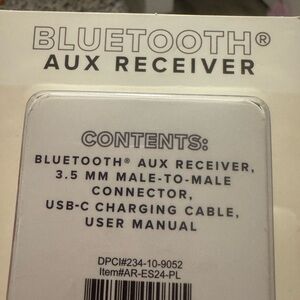 BLUETOOTH®
AUX RECEIVER
CONTENTS:
BLUETOOTH® AUX RECEIVER,
3.5 MM MALE-TO-MALE
CONNECTOR,
USB-C CHARGING CABLE,
USER MANUAL
DPCI#234-10-9052
Item#AR-ES24-PL